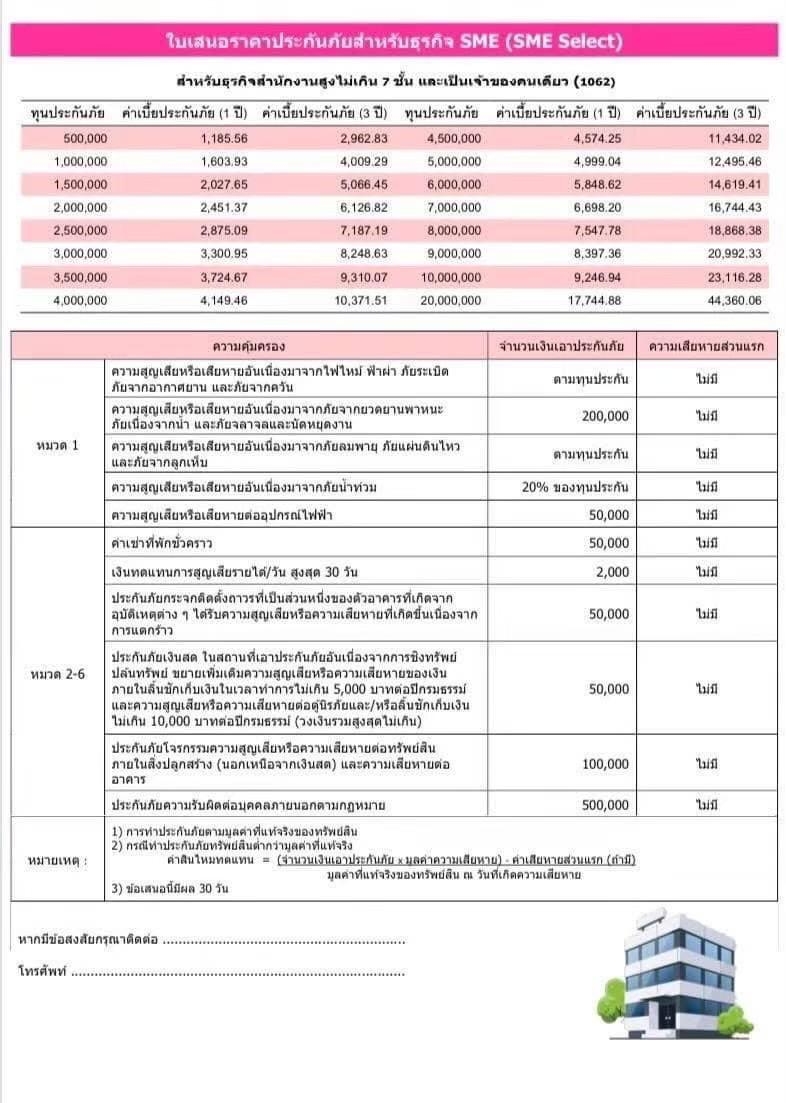 ใบเสนอราคาประกันภัยสำหรับธุรกิจ SME (SME Select)
สำหรับธุรกิจสำนักงานสูงไม่เกิน 7 ชั้น และเป็นเจ้าของคนเดียว (1062)
ทุนประกันภัย ค่าเบี้ยประกันภัย (1 ปี) ค่าเบี้ยประกันภัย (3 ปี) ทุนประกันภัย ค่าเบี้ยประกันภัย (1 ปี) ค่าเบี้ยประกันภัย (3 ปี)
500,000 1,185.56 2,962.83 4,500,000 4,574.25 11,434.02
1,000,000 1,603.93 4,009.29 5,000,000 4,999.04 12,495.46
1,500,000 2,027.65 5,066.45 6,000,000 5,848.62 14,619.41
2,000,000 2,451.37 6,126.82 7,000,000 6,698.20 16,744.43
2,500,000 2,875.09 7,187.19 8,000,000 7,547.78 18,868.38
3,000,000 3,300.95 8,248.63 9,000,000 8,397.36 20,992.33
3,500,000 3,724.67 9,310.07 10,000,000 9,246.94 23,116.28
4,000,000 4,149.46 10,371.51 20,000,000 17,744.88 44,360.06
ความคุ้มครอง จำนวนเงินเอาประกันภัย ความเสียหายส่วนแรก
หมวด 1
ความสูญเสียหรือเสียหายอันเนื่องมาจากไฟไหม้ ฟ้าผ่า ภัยระเบิด
ภัยจากอากาศยาน และภัยจากควัน
ตามทุนประกัน ไม่มี
ความสูญเสียหรือเสียหายอันเนื่องมาจากภัยจากยวดยานพาหนะ
ภัยเนื่องจากน้ำ และภัยจลาจลและนัดหยุดงาน
200,000 ไม่มี
ความสูญเสียหรือเสียหายอันเนื่องมาจากภัยลมพายุ ภัยแผ่นดินไหว
และภัยจากลูกเห็บ
ตามทุนประกัน ไม่มี
ความสูญเสียหรือเสียหายอันเนื่องมาจากภัยน้ำท่วม 20% ของทุนประกัน ไม่มี
ความสูญเสียหรือเสียหายต่ออุปกรณ์ไฟฟ้า 50,000 ไม่มี
หมวด 2-6
ค่าเช่าที่พักชั่วคราว 50,000 ไม่มี
เงินทดแทนการสูญเสียรายได้/วัน สูงสุด 30 วัน 2,000 ไม่มี
ประกันภัยกระจกติดตั้งถาวรที่เป็นส่วนหนึ่งของตัวอาคารที่เกิดจาก
อุบัติเหตุต่าง ๆ ได้รับความสูญเสียหรือความเสียหายที่เกิดขึ้นเนื่องจาก
การแตกร้าว
50,000 ไม่มี
ประกันภัยเงินสด ในสถานที่เอาประกันภัยอันเนื่องจากการชิงทรัพย์
ปล้นทรัพย์ ขยายเพิ่มเติมความสูญเสียหรือความเสียหายของเงิน
ภายในลิ้นชักเก็บเงินในเวลาทำการไม่เกิน 5,000 บาทต่อปีกรมธรรม์
และความสูญเสียหรือความเสียหายต่อตู้นิรภัยและ/หรือลิ้นชักเก็บเงิน
ไม่เกิน 10,000 บาทต่อปีกรมธรรม์ (วงเงินรวมสูงสุดไม่เกิน)
50,000 ไม่มี
ประกันภัยโจรกรรมความสูญเสียหรือความเสียหายต่อทรัพย์สิน
ภายในสิ่งปลูกสร้าง (นอกเหนือจากเงินสด) และความเสียหายต่อ
อาคาร
100,000 ไม่มี
ประกันภัยความรับผิดต่อบุคคลภายนอกตามกฎหมาย 500,000 ไม่มี
หมายเหตุ :
1) การทำประกันภัยตามมูลค่าที่แท้จริงของทรัพย์สิน
2) กรณีทำประกันภัยทรัพย์สินต่ำกว่ามูลค่าที่แท้จริง
ค่าสินไหมทดแทน = (จำนวนเงินเอาประกันภัย x มูลค่าความเสียหาย) - ค่าเสียหายส่วนแรก (ถ้ามี)
มูลค่าที่แท้จริงของทรัพย์สิน ณ วันที่เกิดความเสียหาย
3) ข้อเสนอนี้มีผล 30 วัน
หากมีข้อสงสัยกรุณาติดต่อ .............................................................
โทรศัพท์ ....................................................................................